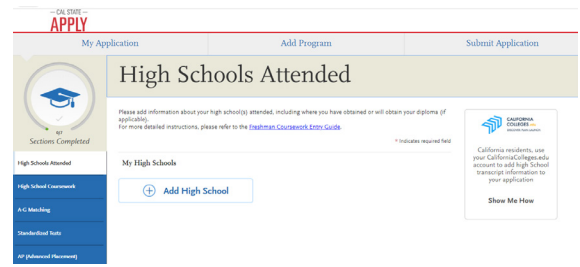 CAL STATE
APPLY
My Application
Add Program
Submit Application
High Schools Attended
Sections Completed
Please add information about your high school(s) attended, including where you have obtained or will obtain your diploma (if
applicable).
For more detailed instructions, please refer to the Freshman Coursework Entry Guide.
* Indicates required field
My High Schools
Add High School
CALIFORNIA
COLLEGES
California residents, use
your CaliforniaColleges.edu
account to add high School
transcript information to
your application
Show Me How
High Schools Attended
High School Coursework
A-G Matching
Standardized Tests
AP (Advanced Placement)